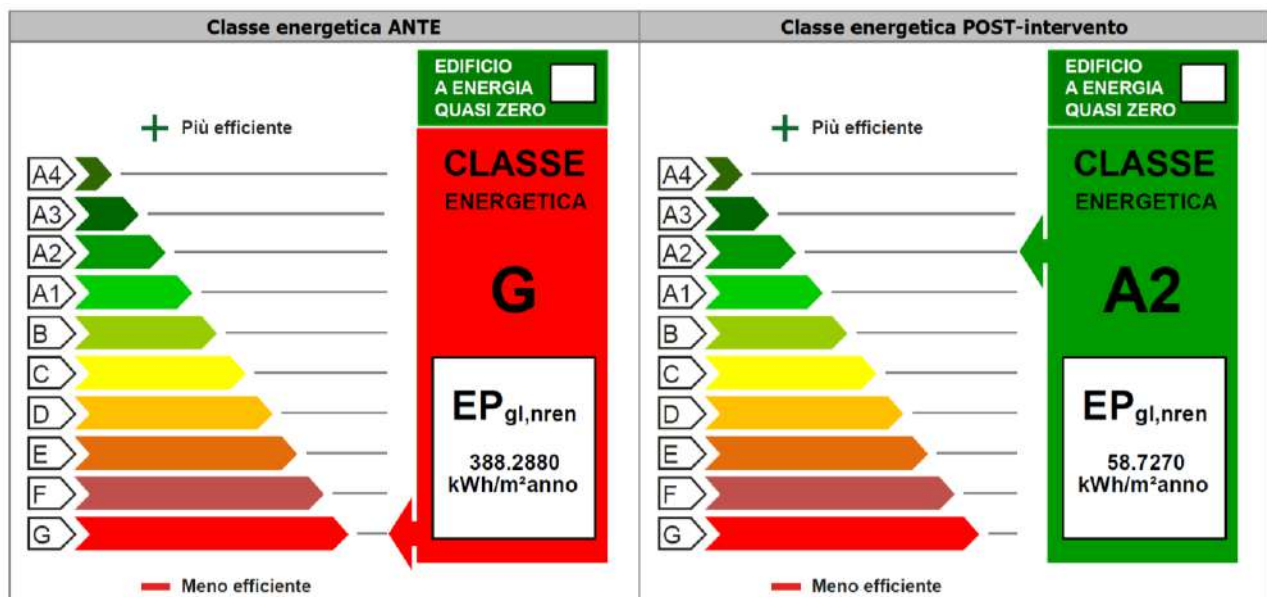 Classe energetica ANTE
EDIFICIO
A ENERGIA
QUASI ZERO
Più efficiente
A4
A3
A2
A1
B
C
D
E
F
G
CLASSE
ENERGETICA
G
EPgl,nren
388.2880
kWh/m²anno
Meno efficiente
Classe energetica POST-intervento
EDIFICIO
A ENERGIA
QUASI ZERO
Più efficiente
A4
A3
A2
A1
B
C
D
E
F
G
CLASSE
ENERGETICA
A2
EPgl,nren
58.7270
kWh/m²anno
Meno efficiente